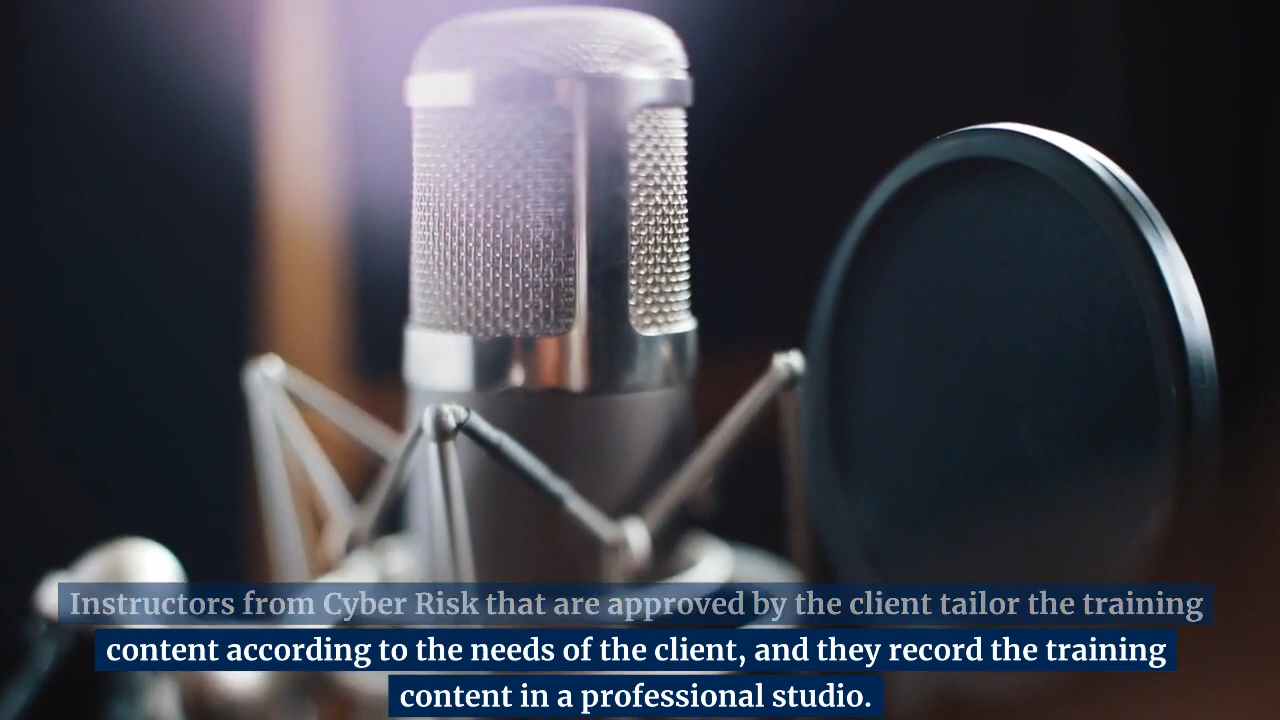 Instructors from Cyber Risk that are approved by the client tailor the training
content according to the needs of the client, and they record the training
content in a professional studio.